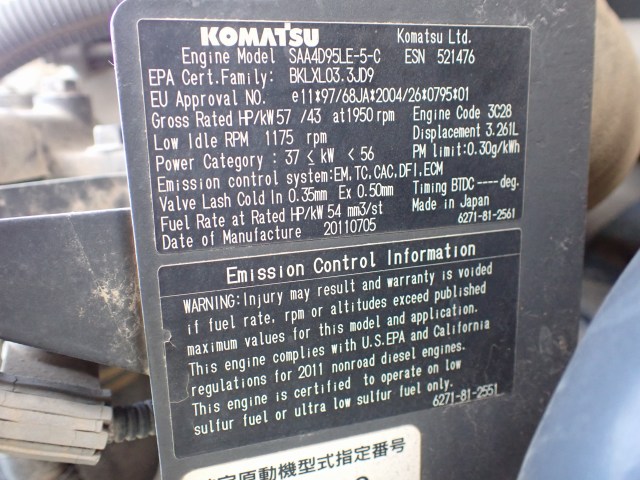 KOMATSU Komatsu Ltd.
Engine Model SAA4D95LE-5-C ESN 521476
EPA Cert.Family: BKLXL03.3JD9
EU Approval NO. e11*97/68JA*2004/26*0795*01
Gross Rated HP/kW 57 /43 at 1950 rpm Engine Code 3C28
Low Idle RPM 1175 rpm Displacement 3.261L
Power Category : 37 ≤ kW < 56 PM limit:0.30g/kWh
Emission control system:EM,TC,CAC,DFI,ECM
Valve Lash Cold In 0.35mm Ex 0.50mm Timing BTDC ----deg.
Fuel Rate at Rated HP/kW 54 mm3/st Made in Japan
Date of Manufacture 20110705 6271-81-2561
Emission Control Information
WARNING:Injury may result and warranty is voided
if fuel rate, rpm or altitudes exceed published
maximum values for this model and application.
This engine complies with U.S.EPA and California
regulations for 2011 nonroad diesel engines.
This engine is certified to operate on low
sulfur fuel or ultra low sulfur fuel only.
6271-81-2551
定原動機型式指定番号